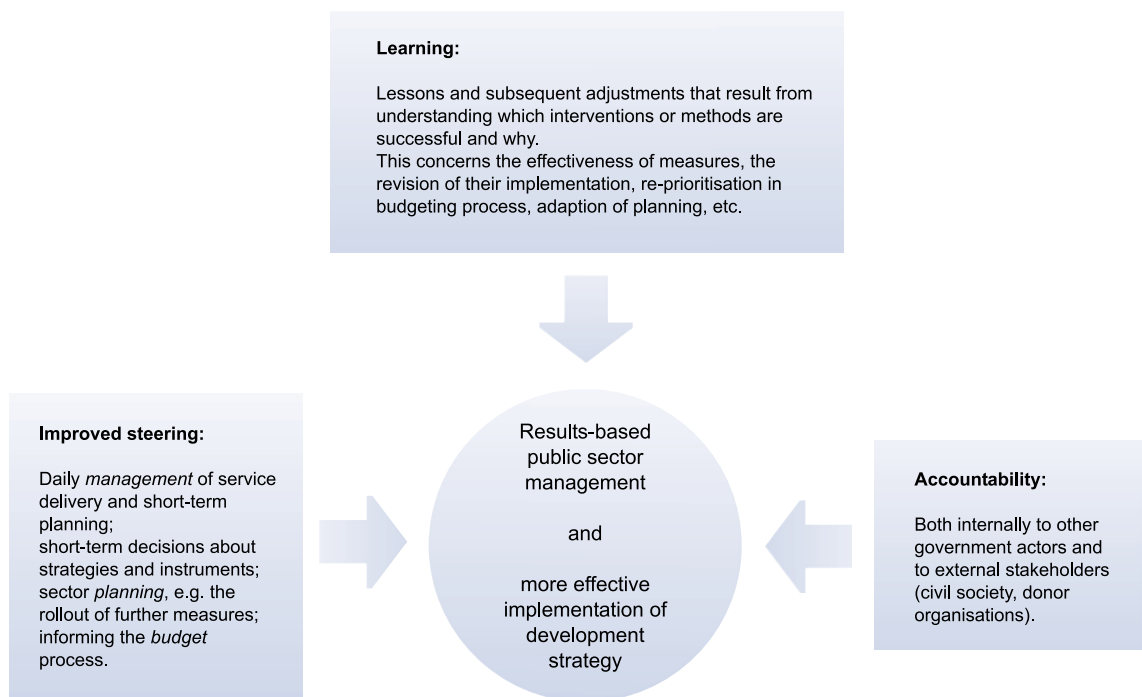 Learning:
Lessons and subsequent adjustments that result from
understanding which interventions or methods are
successful and why.
This concerns the effectiveness of measures, the
revision of their implementation, re-prioritisation in
budgeting process, adaption of planning, etc.
Improved steering:
Daily management of service
delivery and short-term
planning;
short-term decisions about
strategies and instruments;
sector planning, e.g. the
rollout of further measures;
informing the budget
process.
Results-based
public sector
management
and
more effective
implementation of
development
strategy
Accountability:
Both internally to other
government actors and
to external stakeholders
(civil society, donor
organisations).